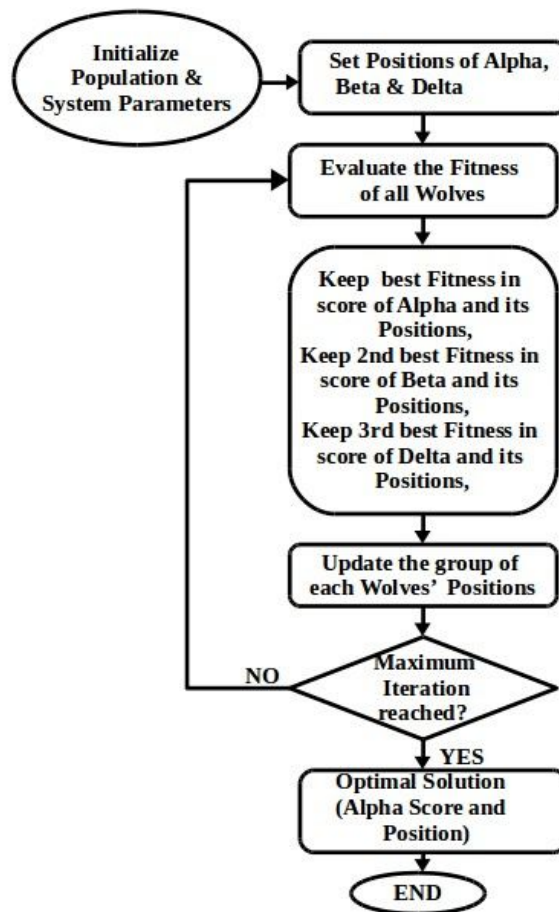 Initialize
Population &
System Parameters
Set Positions of Alpha,
Beta & Delta
Evaluate the Fitness
of all Wolves
Keep best Fitness in
score of Alpha and its
Positions,
Keep 2nd best Fitness in
score of Beta and its
Positions,
Keep 3rd best Fitness in
score of Delta and its
Positions,
Update the group of
each Wolves’ Positions
Maximum
Iteration
reached?
NO
YES
Optimal Solution
(Alpha Score and
Position)
END